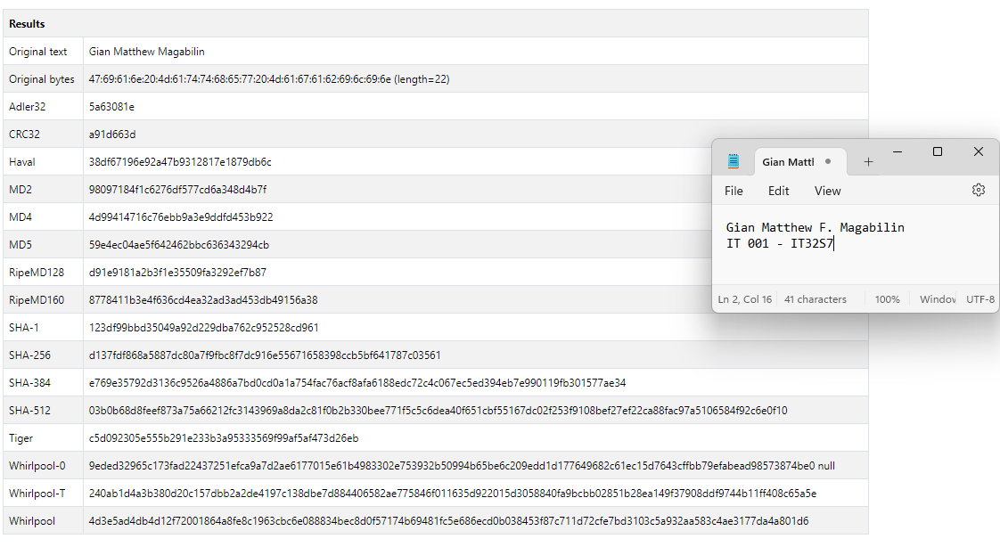 Results
Original text Gian Matthew Magabilin
Original bytes 47:69:61:6e:20:4d:61:74:74:68:65:77:20:4d:61:67:61:62:69:6c:69:6e (length=22)
Adler32 5a63081e
CRC32 a91d663d
Haval 38df67196e92a47b9312817e1879db6c
MD2 98097184f1c6276df577cd6a348d4b7f
MD4 4d99414716c76ebb9a3e9ddfd453b922
MD5 59e4ec04ae5f642462bbc636343294cb
RipeMD128 d91e9181a2b3f1e35509fa3292ef7b87
RipeMD160 8778411b3e4f636cd4ea32ad3ad453db49156a38
SHA-1 123df99bbd35049a92d229dba762c952528cd961
SHA-256 d137fdf868a5887dc80a7f9fbc8f7dc916e55671658398ccb5bf641787c03561
SHA-384 e769e35792d3136c9526a4886a7bd0cd0a1a754fac76acf8afa6188edc72c4c067ec5ed394eb7e990119fb301577ae34
SHA-512 03b0b68d8feef873a75a66212fc3143969a8da2c81f0b2b330bee771f5c5c6dea40f651cbf55167dc02f253f9108bef27ef22ca88fac97a5106584f92c6e0f10
Tiger c5d092305e555b291e233b3a95333569f99af5af473d26eb
Whirlpool-0 9eded32965c173fad22437251efca9a7d2ae6177015e61b4983302e753932b50994b65be6c209edd1d177649682c61ec15d7643cffbb79efabead98573874be0 null
Whirlpool-T 240ab1d4a3b380d20c157dbb2a2de4197c138dbe7d884406582ae775846f011635d922015d3058840fa9bcbb02851b28ea149f37908ddf9744b11ff408c65a5e
Whirlpool 4d3e5ad4db4d12f72001864a8fe8c1963cbc6e088834bec8d0f57174b69481fc5e686ecd0b038453f87c711d72cfe7bd3103c5a932aa583c4ae3177da4a801d6
Gian Mattl
File Edit View
Gian Matthew F. Magabilin
IT 001 - IT32S7
Ln 2, Col 16 41 characters 100% Windov UTF-8